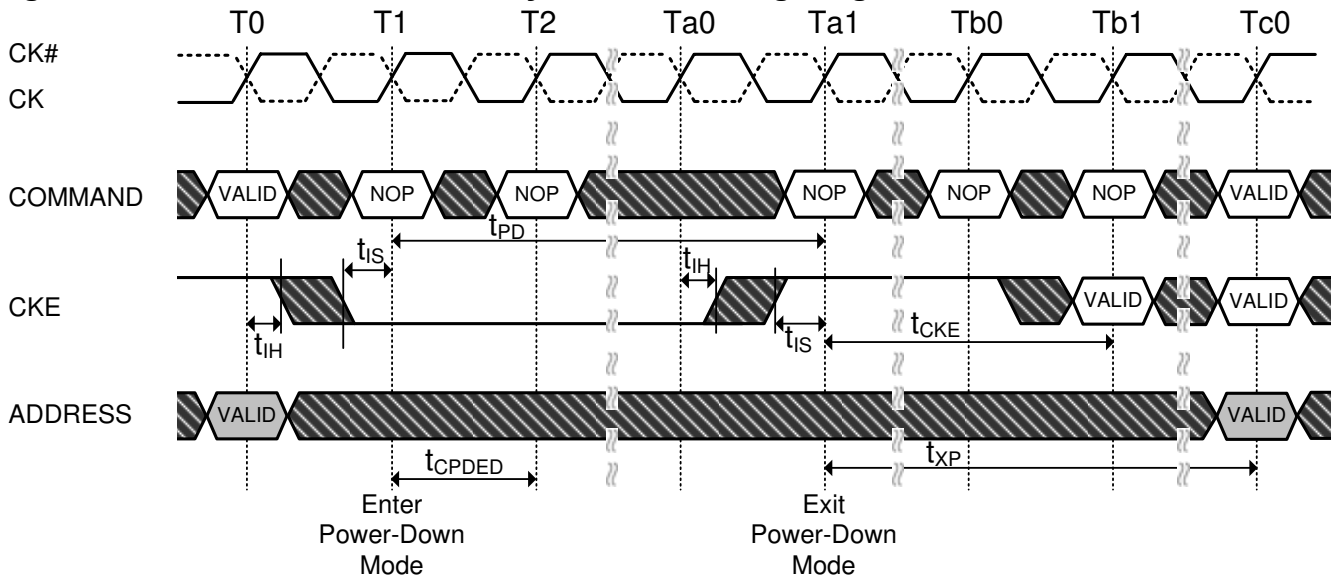 T0 T1 T2 Ta0 Ta1 Tb0 Tb1 Tc0
CK#
CK
COMMAND VALID NOP NOP NOP NOP NOP VALID
tPD
tIS tIH
CKE VALID VALID
tIH tIS tCKE
ADDRESS VALID VALID
tCPDED tXP
Enter Power-Down Mode
Exit Power-Down Mode